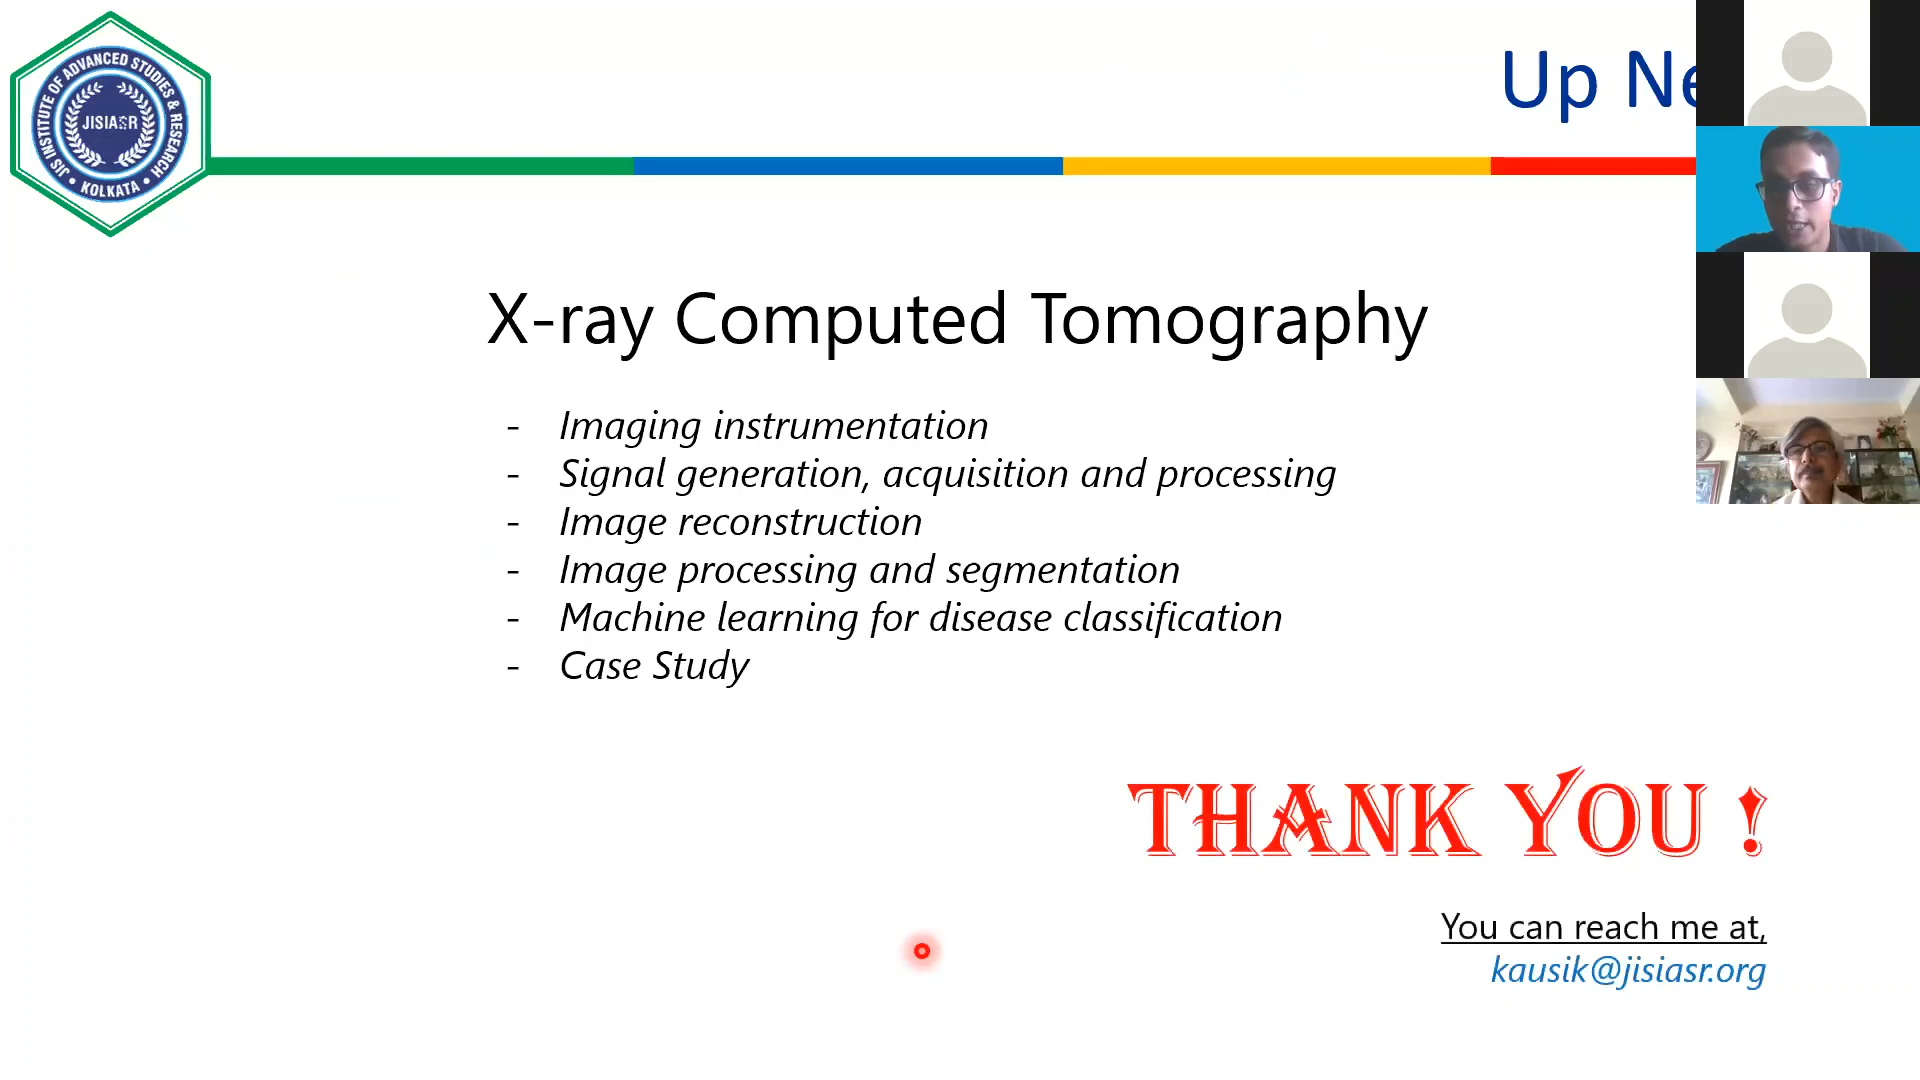 JIS INSTITUTE OF ADVANCED STUDIES & RESEARCH
JISIASR
• KOLKATA •
Up Ne
X-ray Computed Tomography
- Imaging instrumentation
- Signal generation, acquisition and processing
- Image reconstruction
- Image processing and segmentation
- Machine learning for disease classification
- Case Study
THANK YOU !
You can reach me at,
kausik@jisiasr.org